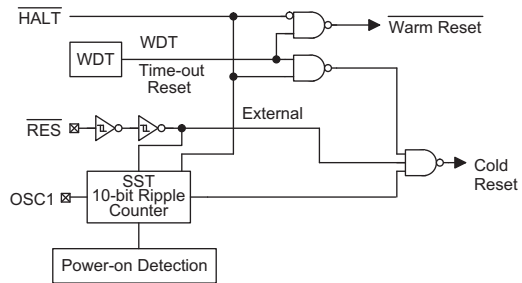 HALT
WDT
Warm Reset
WDT
Time-out
Reset
RES
External
Cold
Reset
OSC1
SST
10-bit Ripple
Counter
Power-on Detection